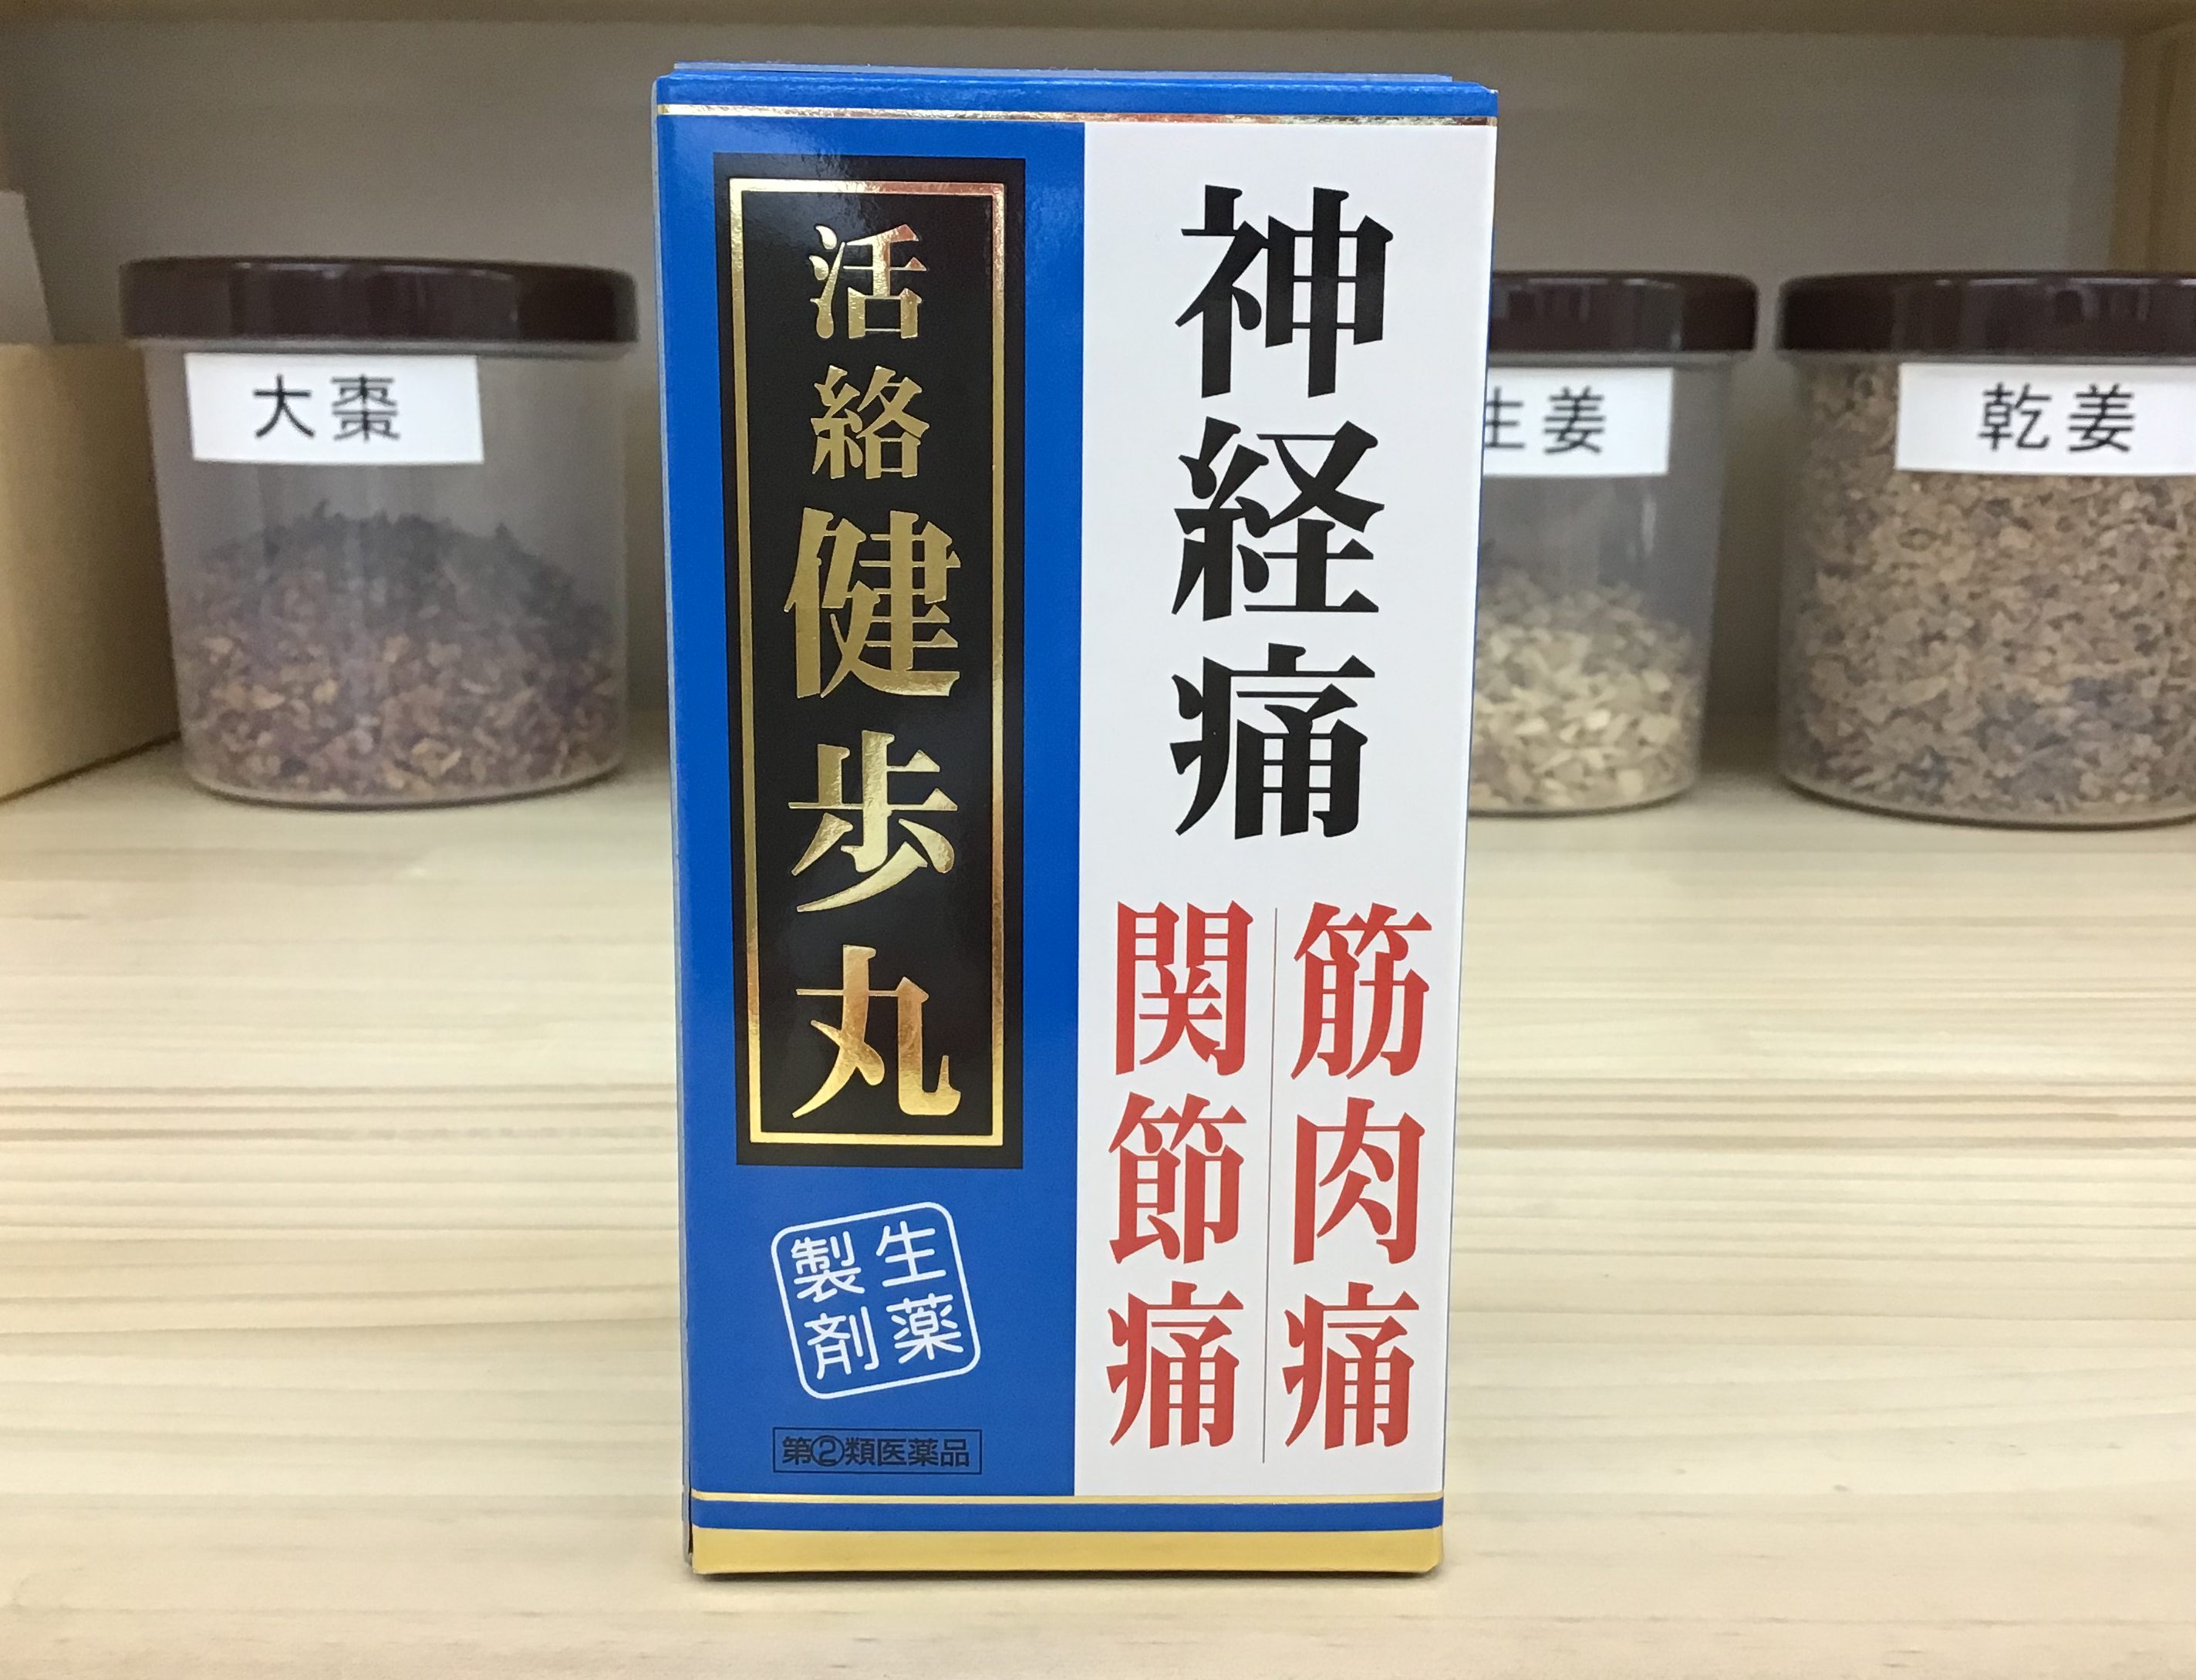 神経痛
筋肉痛
関節痛
活絡健歩丸
生薬
製剤
第②類医薬品
大棗
生姜
乾姜